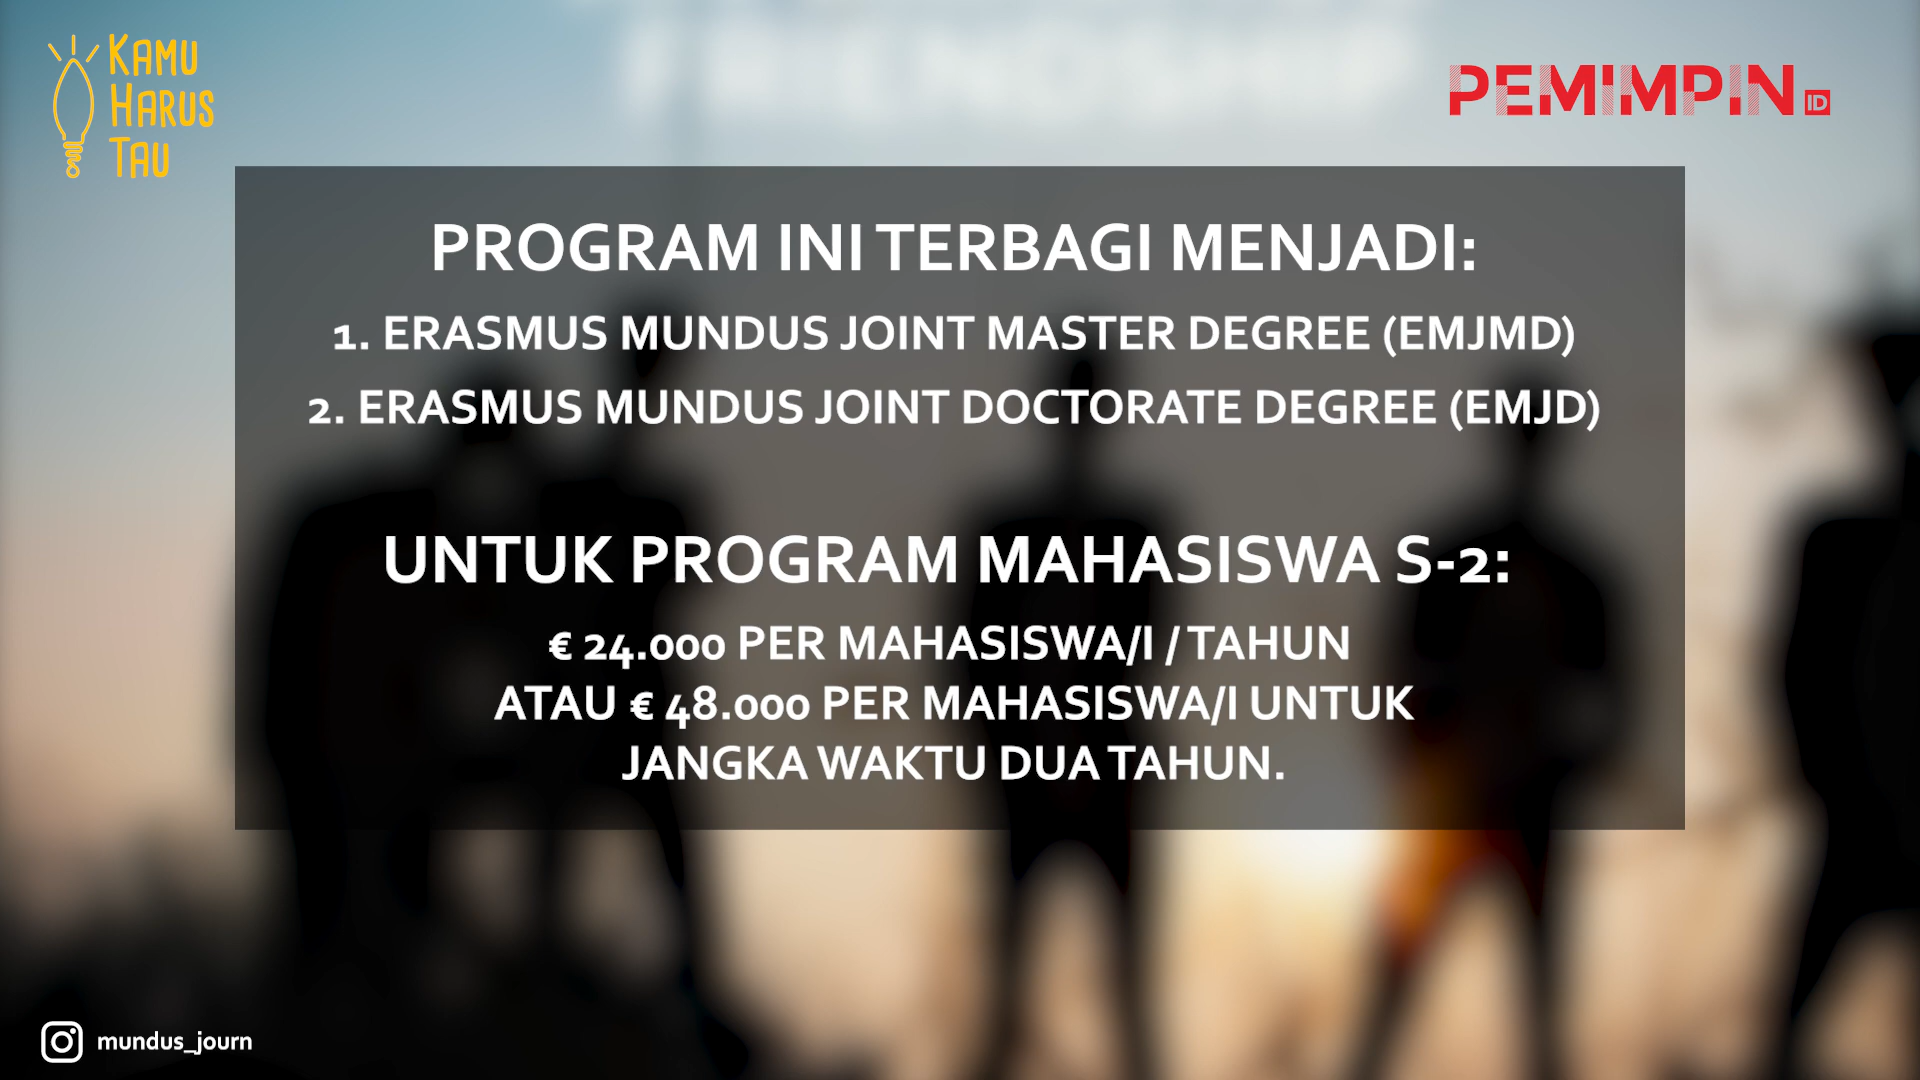 KAMU
HARUS
TAU
PEMIMPIN ID
PROGRAM INI TERBAGI MENJADI:
1. ERASMUS MUNDUS JOINT MASTER DEGREE (EMJMD)
2. ERASMUS MUNDUS JOINT DOCTORATE DEGREE (EMJD)
UNTUK PROGRAM MAHASISWA S-2:
€ 24.000 PER MAHASISWA/I / TAHUN
ATAU € 48.000 PER MAHASISWA/I UNTUK
JANGKA WAKTU DUA TAHUN.
mundus_journ